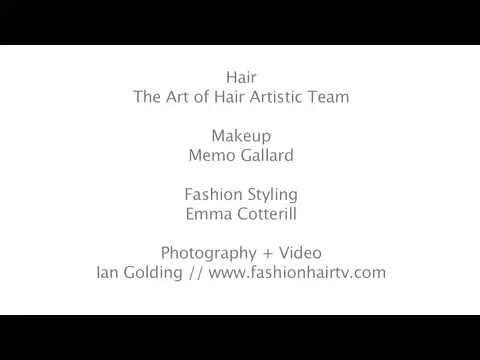 Hair
The Art of Hair Artistic Team
Makeup
Memo Gallard
Fashion Styling
Emma Cotterill
Photography + Video
Ian Golding // www.fashionhairtv.com